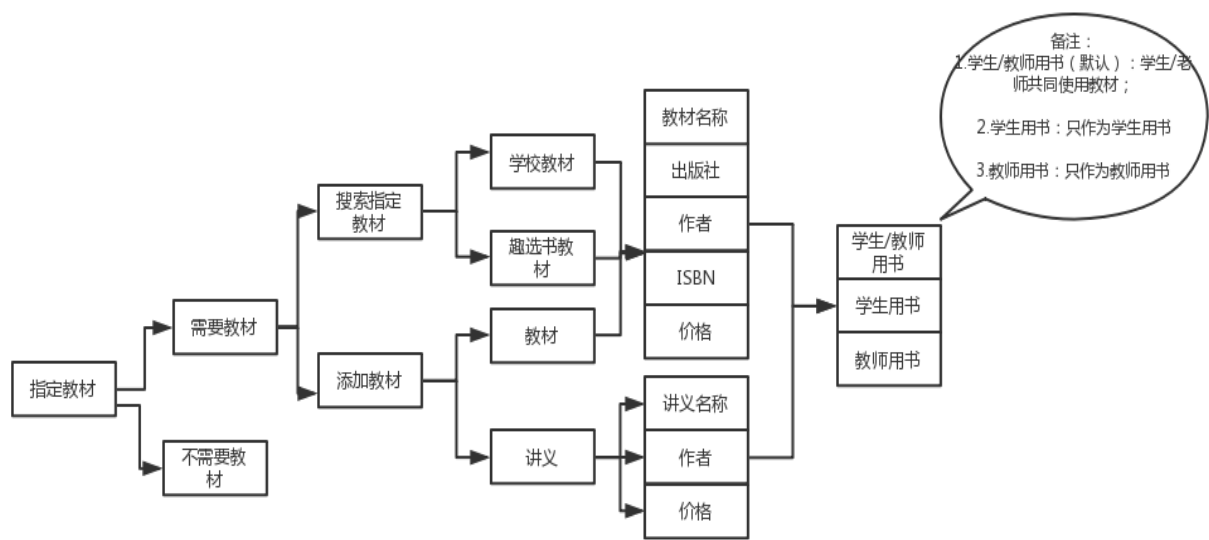 备注：
1.学生/教师用书（默认）：学生/老
师共同使用教材；
2.学生用书：只作为学生用书
3.教师用书：只作为教师用书
指定教材
需要教材
不需要教
材
搜索指定
教材
添加教材
学校教材
趣选书教
材
教材
讲义
教材名称
出版社
作者
ISBN
价格
讲义名称
作者
价格
学生/教师
用书
学生用书
教师用书